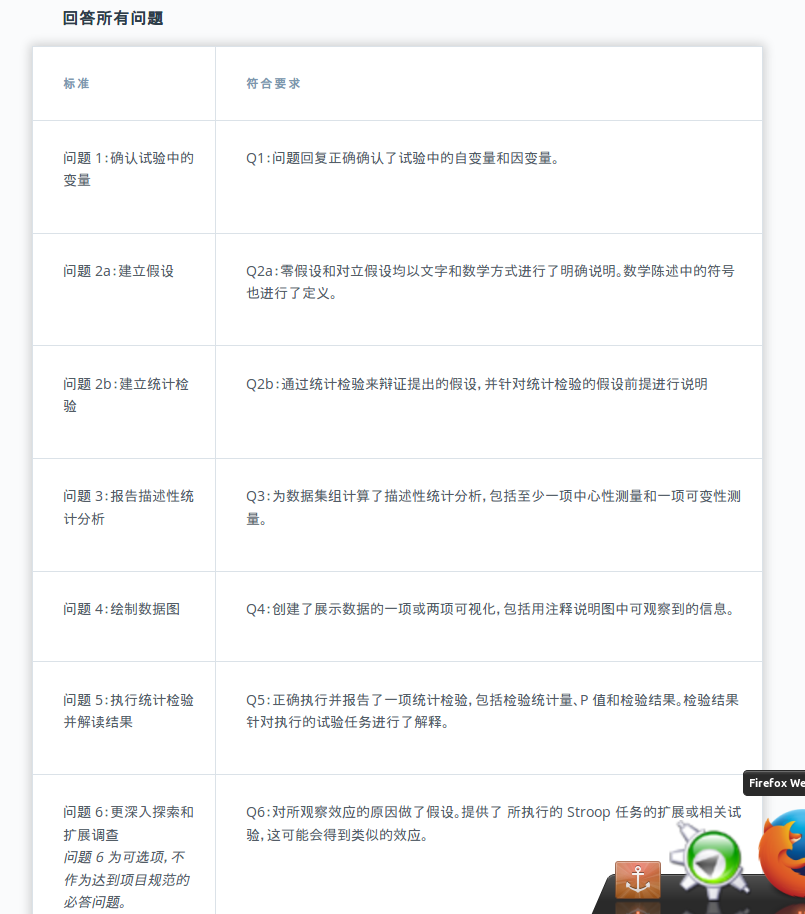 回答所有问题
标准
符合要求
问题 1：确认试验中的
变量
Q1：问题回复正确确认了试验中的自变量和因变量。
问题 2a：建立假设
Q2a：零假设和对立假设均以文字和数学方式进行了明确说明。数学陈述中的符号
也进行了定义。
问题 2b：建立统计检
验
Q2b：通过统计检验来辩证提出的假设，并针对统计检验的假设前提进行说明
问题 3：报告描述性统
计分析
Q3：为数据集组计算了描述性统计分析，包括至少一项中心性测量和一项可变性测
量。
问题 4：绘制数据图
Q4：创建了展示数据的一项或两项可视化，包括用注释说明图中可观察到的信息。
问题 5：执行统计检验
并解读结果
Q5：正确执行并报告了一项统计检验，包括检验统计量、P 值和检验结果。检验结果
针对执行的试验任务进行了解释。
问题 6：更深入探索和
扩展调查
问题 6 为可选项，不
作为达到项目规范的
必答问题。
Q6：对所观察效应的原因做了假设。提供了 所执行的 Stroop 任务的扩展或相关试
验，这可能会得到类似的效应。
Firefox We